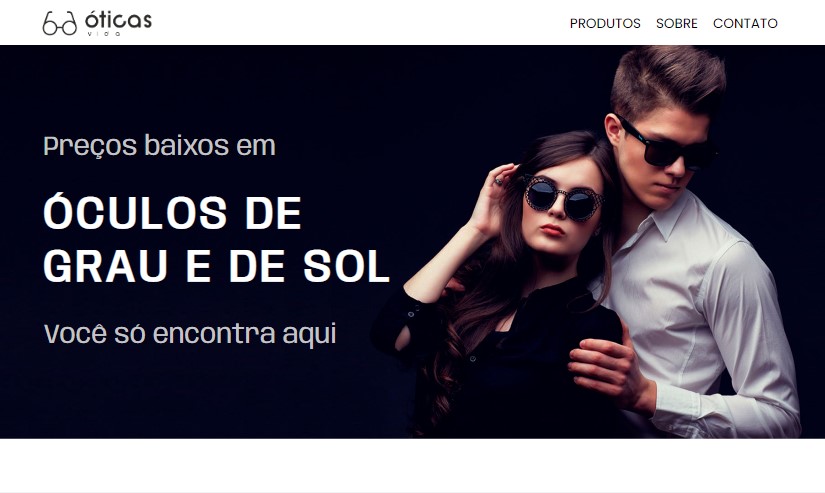 óticas
vida
PRODUTOS SOBRE CONTATO
Preços baixos em
ÓCULOS DE
GRAU E DE SOL
Você só encontra aqui